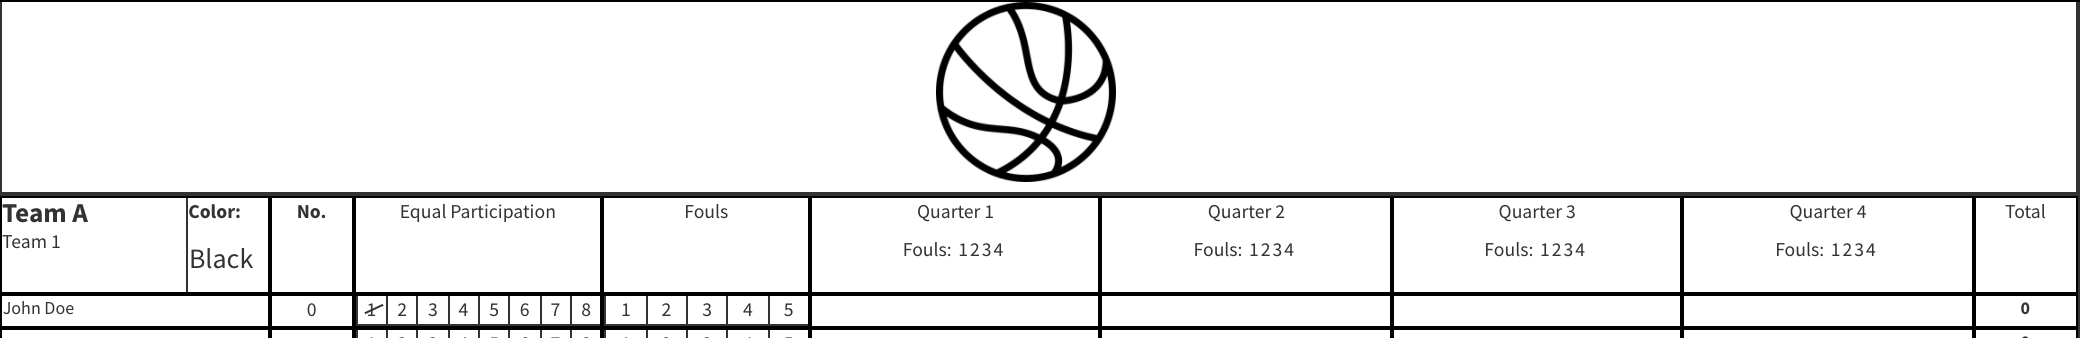 Team A
Team 1
Color:
Black
No.
Equal Participation
Fouls
Quarter 1
Fouls: 1234
Quarter 2
Fouls: 1234
Quarter 3
Fouls: 1234
Quarter 4
Fouls: 1234
Total
John Doe 0 1 2 3 4 5 6 7 8 1 2 3 4 5 0